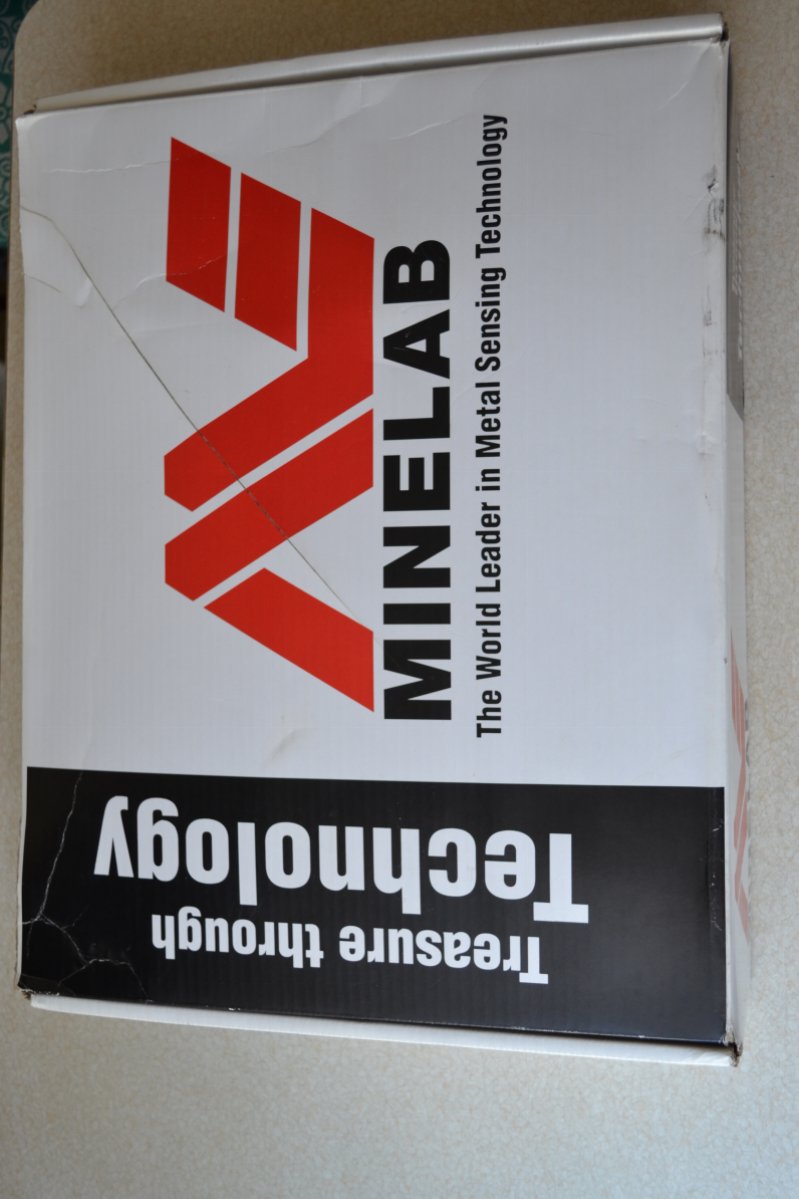 MINELAB
The World Leader in Metal Sensing Technology
Treasure through
Technology